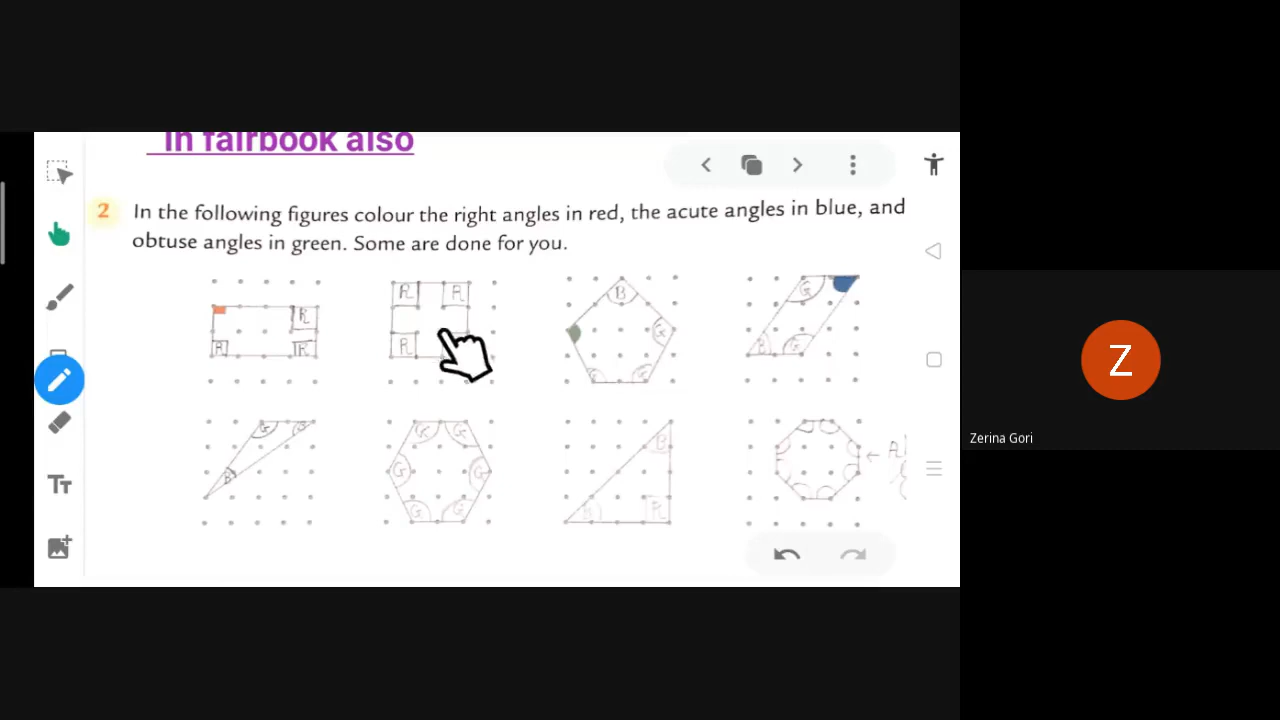 In fairbook also
2 In the following figures colour the right angles in red, the acute angles in blue, and
obtuse angles in green. Some are done for you.
R R R B G
R R R G B G
G G
G B G G B
G G
B G G R
Tт
Z
Zerina Gori